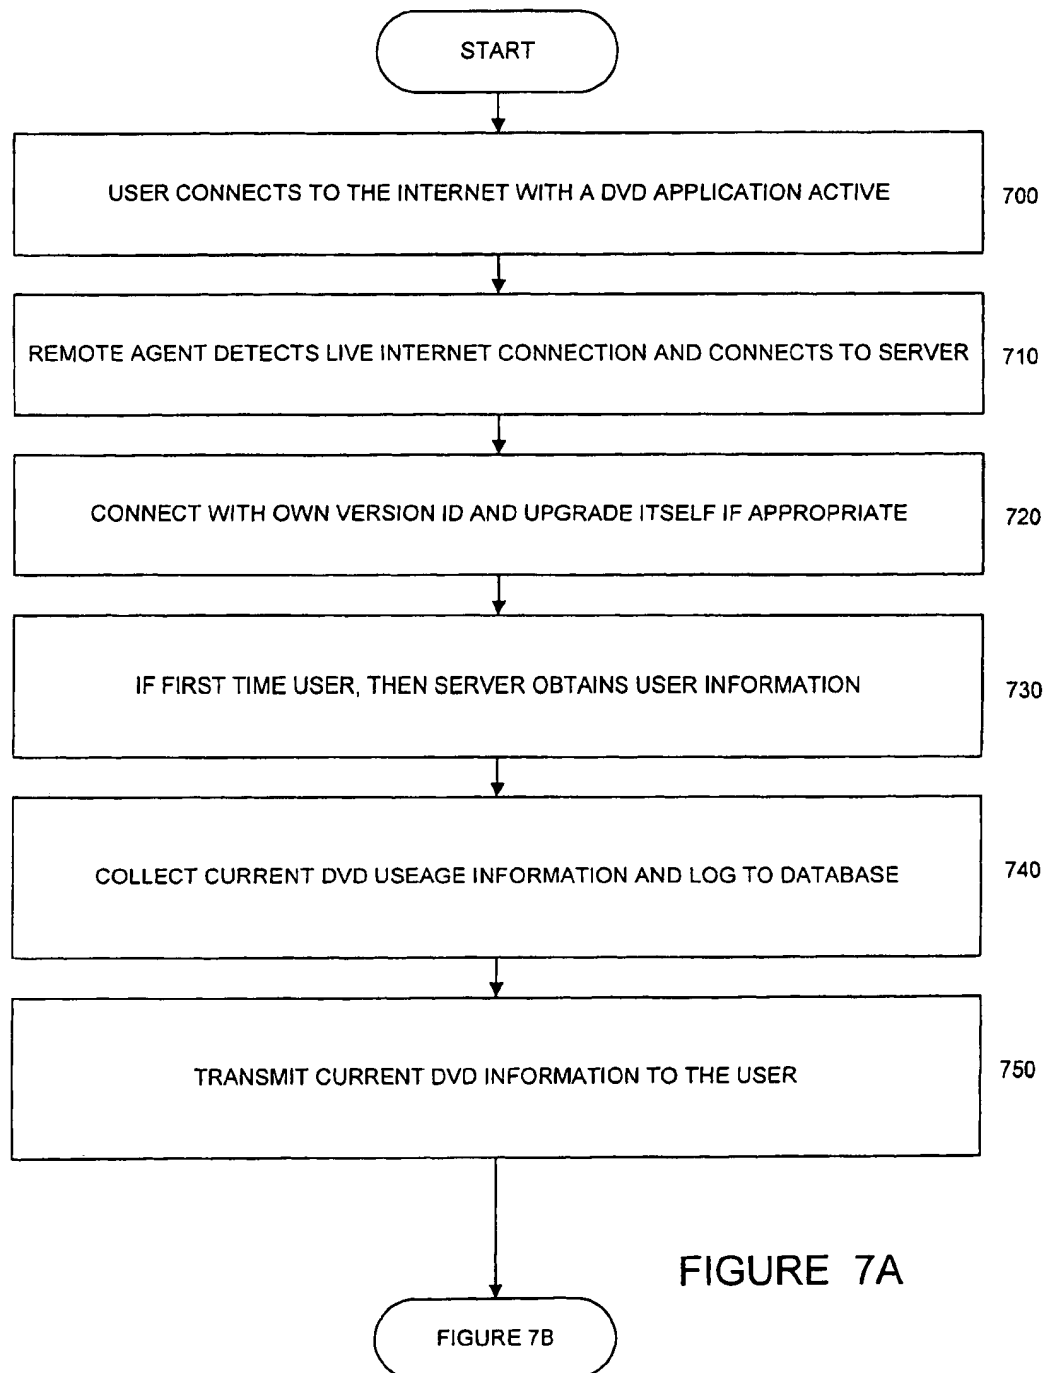 START
USER CONNECTS TO THE INTERNET WITH A DVD APPLICATION ACTIVE
700
REMOTE AGENT DETECTS LIVE INTERNET CONNECTION AND CONNECTS TO SERVER
710
CONNECT WITH OWN VERSION ID AND UPGRADE ITSELF IF APPROPRIATE
720
IF FIRST TIME USER, THEN SERVER OBTAINS USER INFORMATION
730
COLLECT CURRENT DVD USEAGE INFORMATION AND LOG TO DATABASE
740
TRANSMIT CURRENT DVD INFORMATION TO THE USER
750
FIGURE 7A
FIGURE 7B